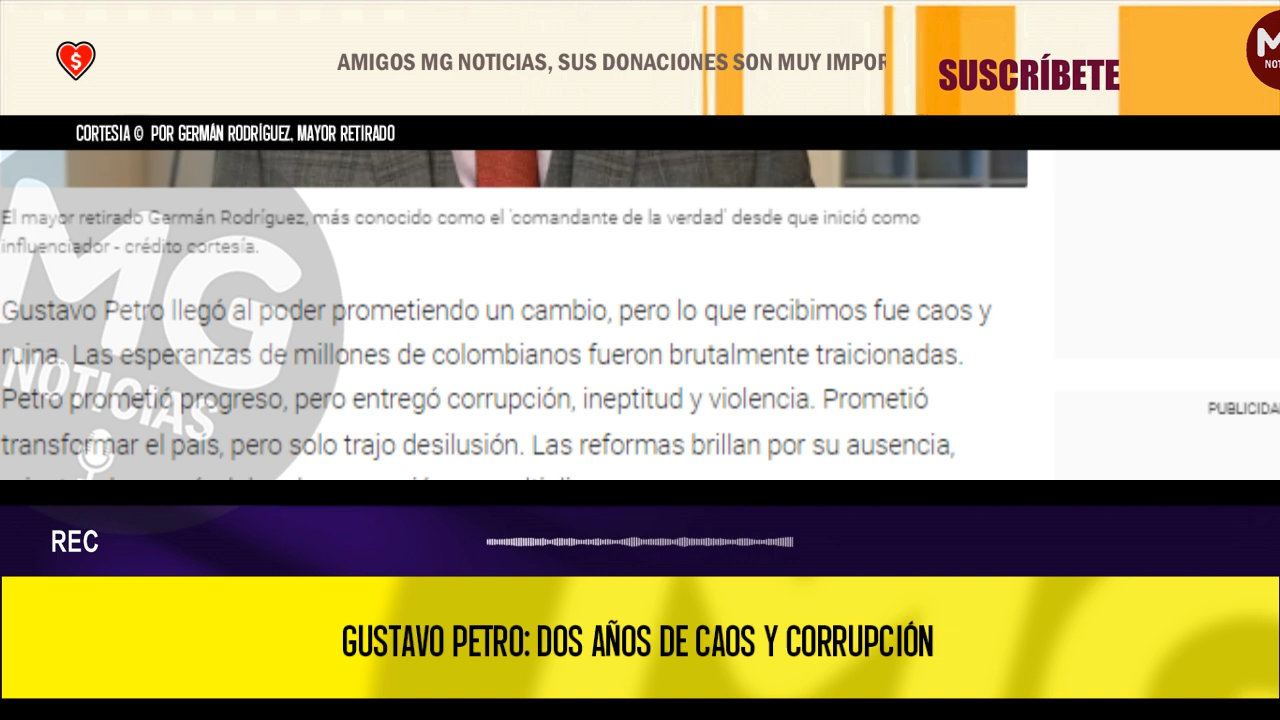 AMIGOS MG NOTICIAS, SUS DONACIONES SON MUY IMPOR
SUSCRÍBETE
CORTESIA © POR GERMÁN RODRÍGUEZ, MAYOR RETIRADO
El mayor retirado Germán Rodríguez, más conocido como el 'comandante de la verdad' desde que inició como
influenciador - crédito cortesía.
Gustavo Petro llegó al poder prometiendo un cambio, pero lo que recibimos fue caos y
ruina. Las esperanzas de millones de colombianos fueron brutalmente traicionadas.
Petro prometió progreso, pero entregó corrupción, ineptitud y violencia. Prometió
transformar el país, pero solo trajo desilusión. Las reformas brillan por su ausencia,
MG
NOTICIAS
PUBLICIDA
REC
GUSTAVO PETRO: DOS AÑOS DE CAOS Y CORRUPCIÓN